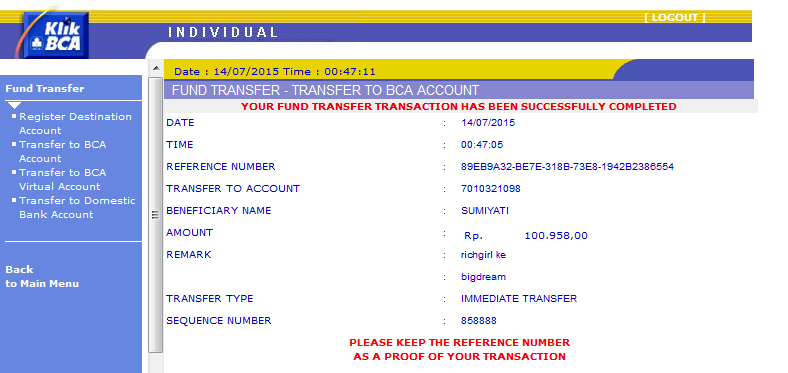 [ LOGOUT ]
Klik
BCA
INDIVIDUAL
Fund Transfer
Register Destination
Account
Transfer to BCA
Account
Transfer to BCA
Virtual Account
Transfer to Domestic
Bank Account
Back
to Main Menu
Date : 14/07/2015 Time : 00:47:11
FUND TRANSFER - TRANSFER TO BCA ACCOUNT
YOUR FUND TRANSFER TRANSACTION HAS BEEN SUCCESSFULLY COMPLETED
DATE : 14/07/2015
TIME : 00:47:05
REFERENCE NUMBER : 89EB9A32-BE7E-318B-73E8-1942B2386554
TRANSFER TO ACCOUNT : 7010321098
BENEFICIARY NAME : SUMIYATI
AMOUNT : Rp. 100.958,00
REMARK : richgirl ke
: bigdream
TRANSFER TYPE : IMMEDIATE TRANSFER
SEQUENCE NUMBER : 858888
PLEASE KEEP THE REFERENCE NUMBER
AS A PROOF OF YOUR TRANSACTION